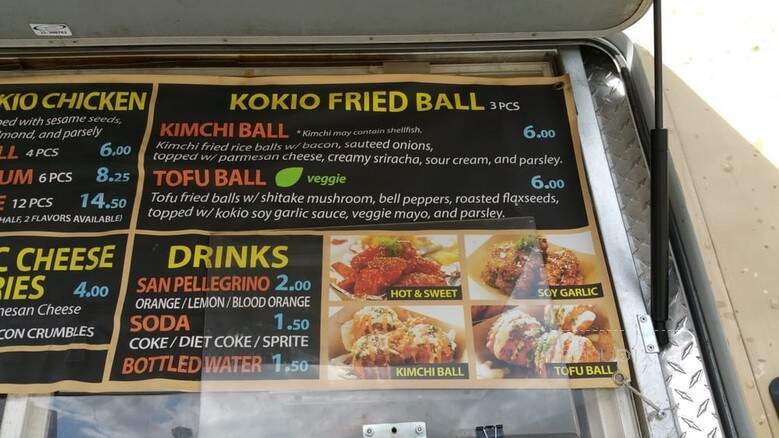 KIO CHICKEN
ped with sesame seeds,
mond, and parsely
LL 4 PCS 6.00
UM 6 PCS 8.25
E 12 PCS 14.50
HALF, 2 FLAVORS AVAILABLE)
KOKIO FRIED BALL 3 PCS
KIMCHI BALL * Kimchi may contain shellfish. 6.00
Kimchi fried rice balls w/ bacon, sauteed onions,
topped w/ parmesan cheese, creamy sriracha, sour cream, and parsley.
TOFU BALL veggie 6.00
Tofu fried balls w/ shitake mushroom, bell peppers, roasted flaxseeds,
topped w/ kokio soy garlic sauce, veggie mayo, and parsley.
C CHEESE
RIES 4.00
mesan Cheese
CON CRUMBLES
DRINKS
SAN PELLEGRINO 2.00
ORANGE / LEMON / BLOOD ORANGE
SODA 1.50
COKE / DIET COKE / SPRITE
BOTTLED WATER 1.50
HOT & SWEET
SOY GARLIC
KIMCHI BALL
TOFU BALL